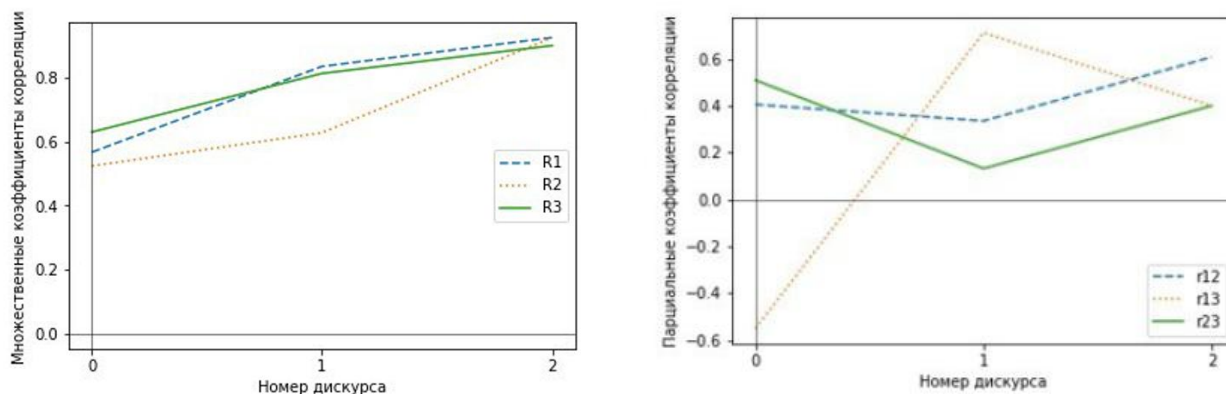 Множественные коэффициенты корреляции
0.8
0.6
0.4
0.2
0.0
R1
R2
R3
0
1
2
Номер дискурса
Парциальные коэффициенты корреляции
0.6
0.4
0.2
0.0
−0.2
−0.4
−0.6
r12
r13
r23
0
1
2
Номер дискурса